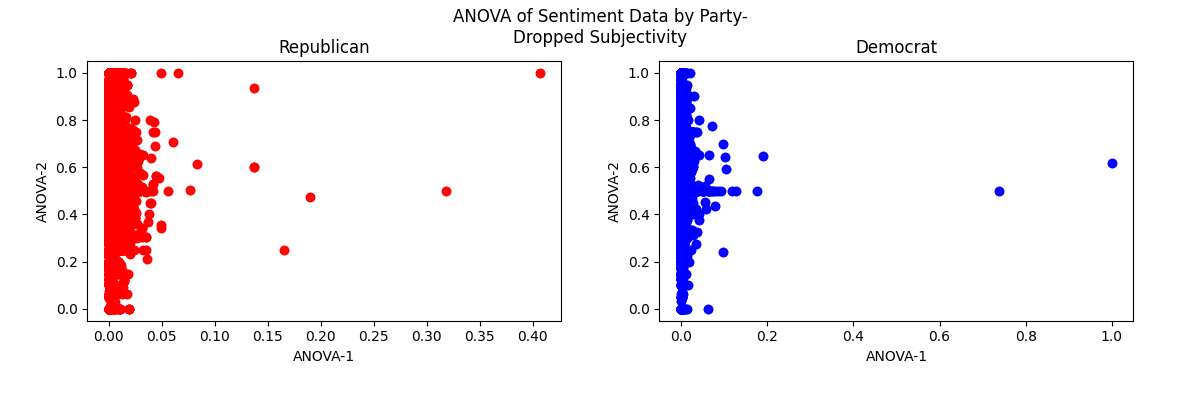 ANOVA of Sentiment Data by Party-
Dropped Subjectivity
Republican
1.0
0.8
0.6
0.4
0.2
0.0
ANOVA-2
0.00 0.05 0.10 0.15 0.20 0.25 0.30 0.35 0.40
ANOVA-1
Democrat
1.0
0.8
0.6
0.4
0.2
0.0
ANOVA-2
0.0 0.2 0.4 0.6 0.8 1.0
ANOVA-1